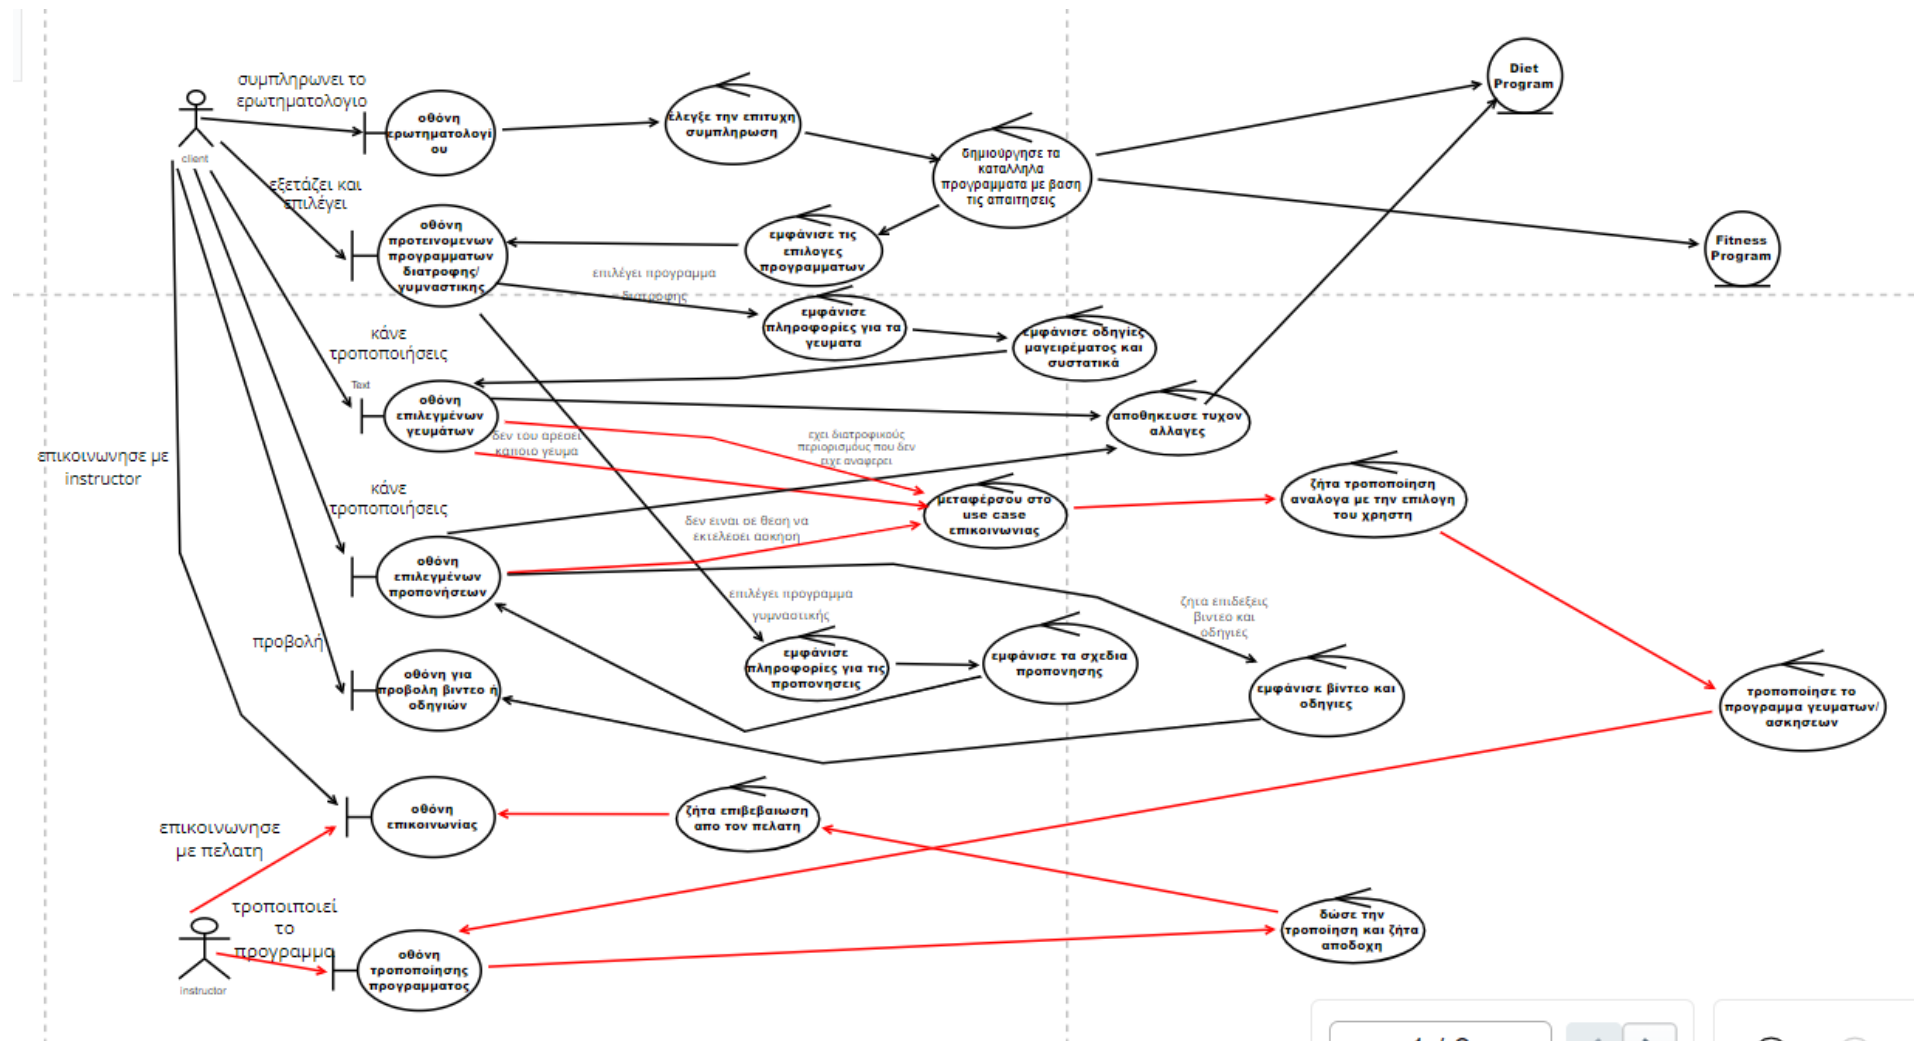 συμπληρωνει το
ερωτηματολογιο
client
οθόνη
ερωτηματολογί
ου
έλεγξε την επιτυχη
συμπληρωση
δημιούργησε τα
καταλληλα
προγραμματα με βαση
τις απαιτησεις
Diet
Program
Fitness
Program
εξετάζει και
επιλέγει
οθόνη
προτεινομενων
προγραμματων
διατροφης/
γυμναστικης
εμφάνισε τις
επιλογες
προγραμματων
επιλέγει προγραμμα
διατροφης
εμφάνισε
πληροφορίες για τα
γευματα
εμφάνισε οδηγίες
μαγειρέματος και
συστατικά
κάνε
τροποποιήσεις
Text
οθόνη
επιλεγμένων
γευμάτων
αποθηκευσε τυχον
αλλαγες
δεν του αρέσει
κάποιο γευμα
εχει διατροφικούς
περιορισμόυς που δεν
ειχε αναφερει
επικοινωνησε με
instructor
κάνε
τροποποιήσεις
μεταφέρσου στο
use case
επικοινωνιας
ζήτα τροποποίηση
αναλογα με την επιλογη
του χρηστη
δεν ειναι σε θεση να
εκτελεσει ασκηση
οθόνη
επιλεγμένων
προπονήσεων
επιλέγει προγραμμα
γυμναστικής
ζητα επιδεξεις
βιντεο και
οδηγιες
προβολή
εμφάνισε
πληροφορίες για τις
προπονησεις
εμφάνισε τα σχεδια
προπονησης
οθόνη για
προβολη βιντεο ή
οδηγιών
εμφάνισε βίντεο και
οδηγιες
τροποποίησε το
προγραμμα γευματων/
ασκησεων
οθόνη
επικοινωνίας
ζήτα επιβεβαιωση
απο τον πελατη
επικοινωνησε
με πελατη
τροποιποιεί
το
προγραμμα
instructor
οθόνη
τροποποίησης
προγραμματος
δώσε την
τροποίηση και ζήτα
αποδοχη